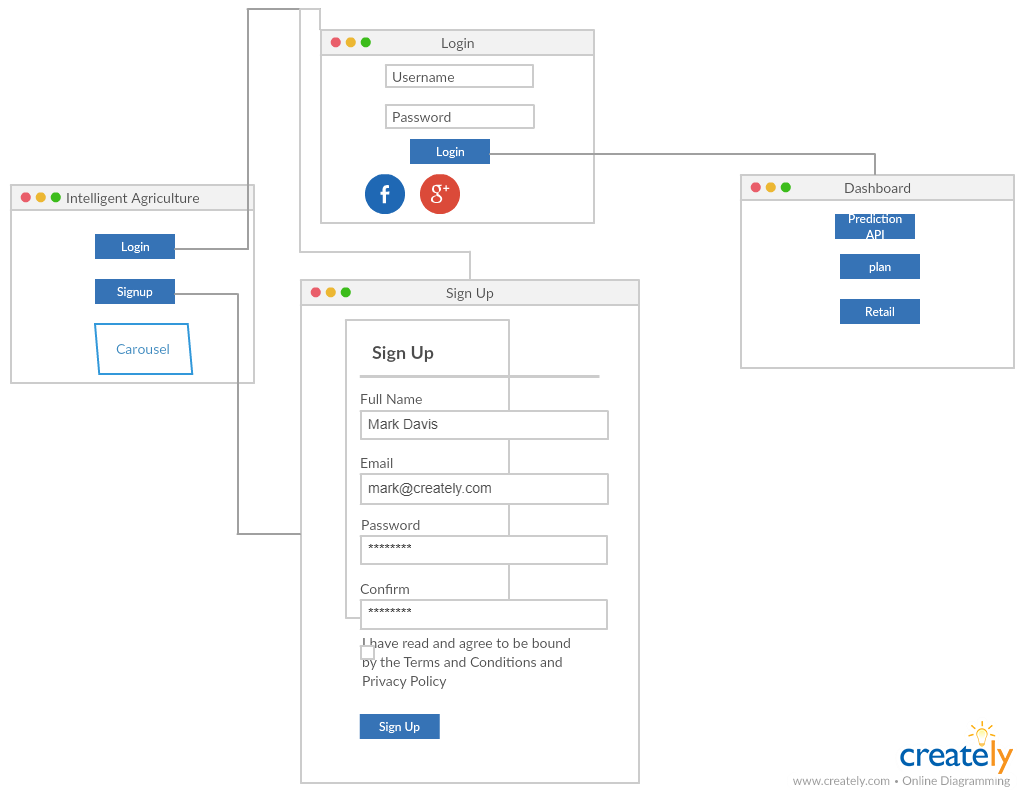 Login
Username
Password
Login
f
g+
Intelligent Agriculture
Login
Signup
Carousel
Dashboard
Prediction
API
plan
Retail
Sign Up
Sign Up
Full Name
Mark Davis
Email
mark@creately.com
Password
********
Confirm
********
I have read and agree to be bound
by the Terms and Conditions and
Privacy Policy
Sign Up
creately
www.creately.com • Online Diagramming